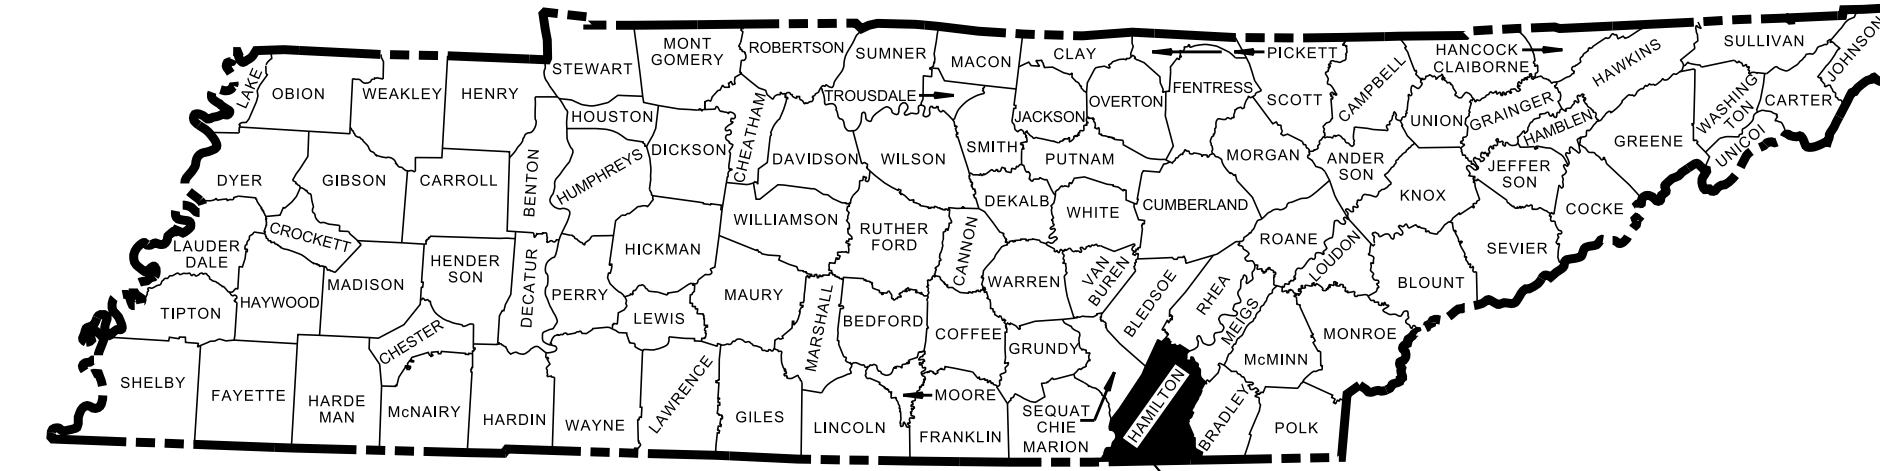 LAKE
OBION
WEAKLEY
HENRY
STEWART
MONT
GOMERY
ROBERTSON
SUMNER
MACON
CLAY
PICKETT
HANCOCK
CLAIBORNE
HAWKINS
SULLIVAN
JOHNSON
TROUSDALE
HOUSTON
CHEATHAM
JACKSON
OVERTON
FENTRESS
SCOTT
CAMPBELL
UNION
GRAINGER
HAMBLEN
WASHING
TON
CARTER
UNICOI
GREENE
DYER
GIBSON
CARROLL
BENTON
HUMPHREYS
DICKSON
DAVIDSON
WILSON
SMITH
PUTNAM
MORGAN
ANDER
SON
KNOX
JEFFER
SON
COCKE
CROCKETT
LAUDER
DALE
HENDER
SON
DECATUR
HICKMAN
WILLIAMSON
RUTHER
FORD
CANNON
DEKALB
WHITE
CUMBERLAND
ROANE
LOUDON
SEVIER
BLOUNT
TIPTON
HAYWOOD
MADISON
PERRY
LEWIS
MAURY
MARSHALL
BEDFORD
COFFEE
WARREN
VAN
BUREN
BLEDSOE
RHEA
MEIGS
McMINN
MONROE
CHESTER
GRUNDY
SHELBY
FAYETTE
HARDE
MAN
McNAIRY
HARDIN
WAYNE
LAWRENCE
GILES
LINCOLN
MOORE
FRANKLIN
SEQUAT
CHIE
MARION
HAMILTON
BRADLEY
POLK